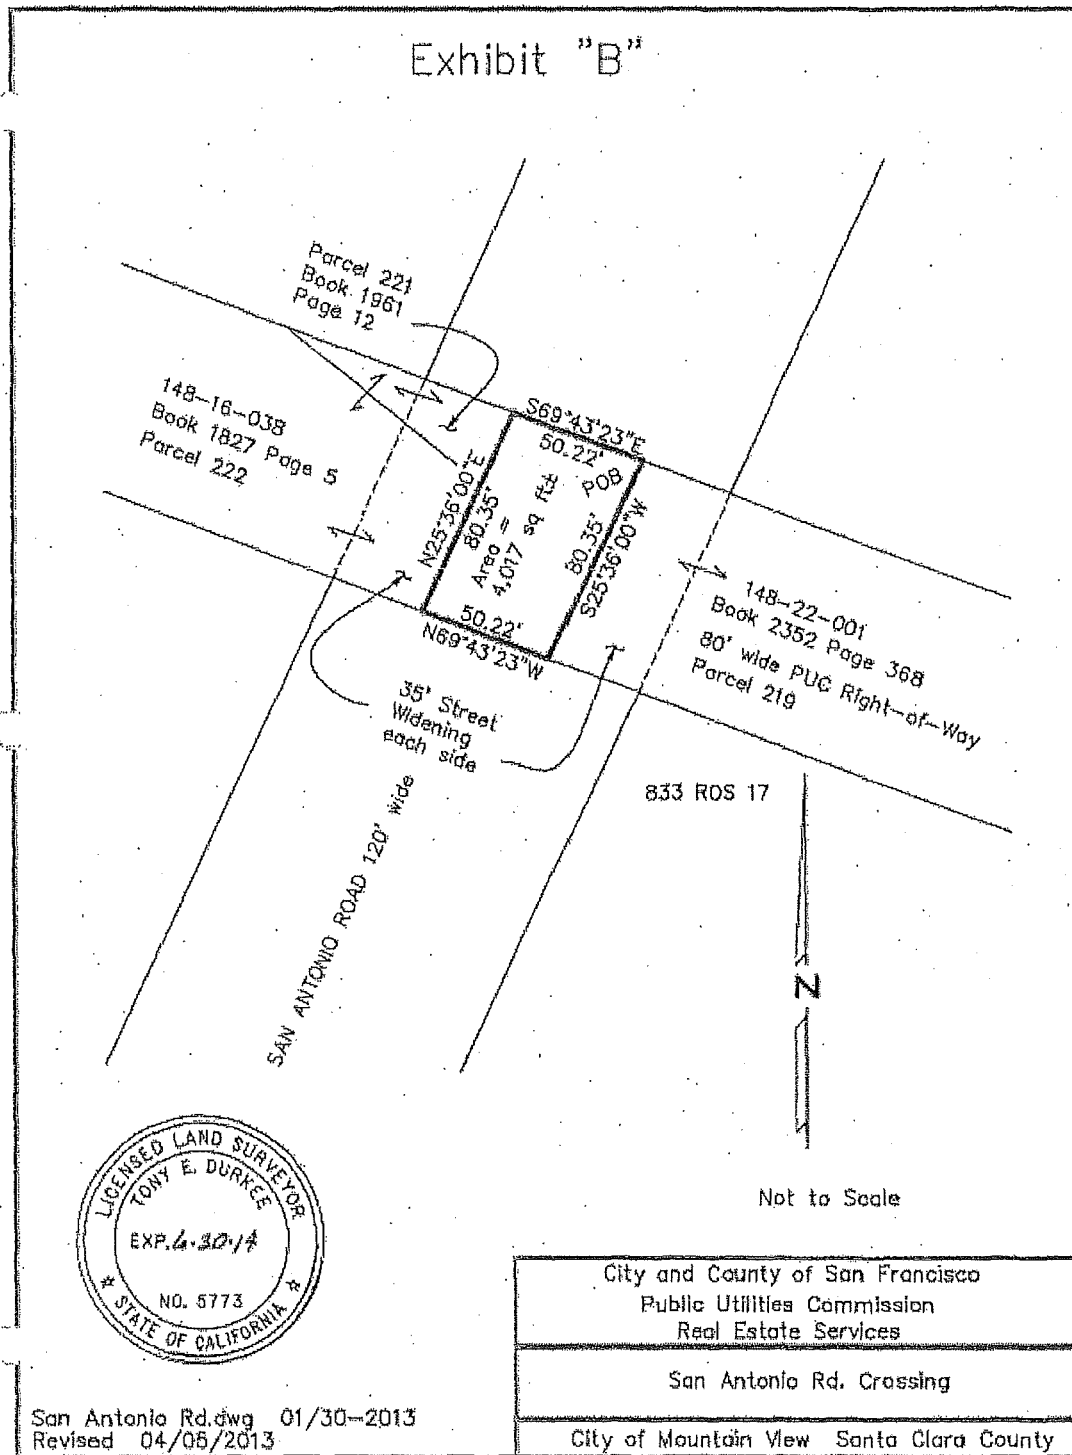 Exhibit "B"
Parcel 221
Book 1961
Page 12
148-16-038
Book 1827 Page 5
Parcel 222
S69°43'23"E
50.22'
POB
N25°36'00"E
80.35'
Area =
4,017 sq ft±
80.35'
S25°36'00"W
50.22'
N69°43'23"W
148-22-001
Book 2352 Page 368
80' wide PUC Right-of-Way
Parcel 219
35' Street
Widening
each side
833 ROS 17
SAN ANTONIO ROAD 120' wide
N
Not to Scale
LICENSED LAND SURVEYOR
TONY E. DURKEE
EXP. 6-30-14
NO. 5773
STATE OF CALIFORNIA
City and County of San Francisco
Public Utilities Commission
Real Estate Services
San Antonio Rd. Crossing
City of Mountain View Santa Clara County
San Antonio Rd.dwg 01/30-2013
Revised 04/05/2013